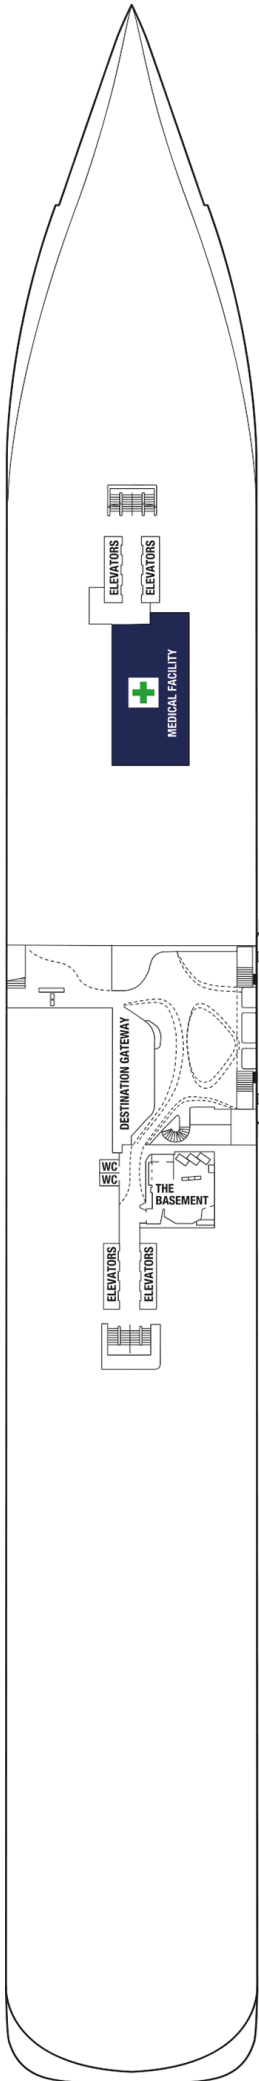 ELEVATORS
ELEVATORS
MEDICAL FACILITY
DESTINATION GATEWAY
WC
WC
THE
BASEMENT
ELEVATORS
ELEVATORS